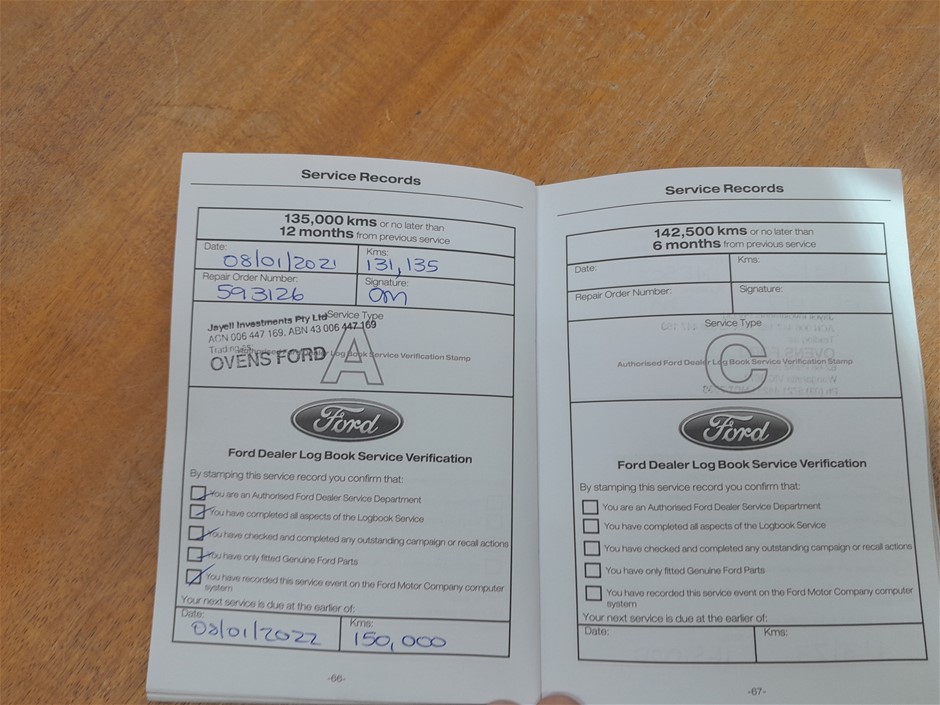 Service Records
135,000 kms or no later than
12 months from previous service
Date:
08/01/2021
Kms:
131,135
Repair Order Number:
593126
Signature:
Service Type
A
Jayell Investments Pty Ltd
ACN 006 447 169, ABN 43 006 447 169
Trading as:
OVENS FORD
Dealer Log Book Service Verification Stamp
Ford
Ford Dealer Log Book Service Verification
By stamping this service record you confirm that:
You are an Authorised Ford Dealer Service Department
You have completed all aspects of the Logbook Service
You have checked and completed any outstanding campaign or recall actions
You have only fitted Genuine Ford Parts
You have recorded this service event on the Ford Motor Company computer
system
Your next service is due at the earlier of:
Date:
08/01/2022
Kms:
150,000
-66-
Service Records
142,500 kms or no later than
6 months from previous service
Date:
Kms:
Repair Order Number:
Signature:
Service Type
C
Authorised Ford Dealer Log Book Service Verification Stamp
Ford
Ford Dealer Log Book Service Verification
By stamping this service record you confirm that:
You are an Authorised Ford Dealer Service Department
You have completed all aspects of the Logbook Service
You have checked and completed any outstanding campaign or recall actions
You have only fitted Genuine Ford Parts
You have recorded this service event on the Ford Motor Company computer
system
Your next service is due at the earlier of:
Date:
Kms:
-67-